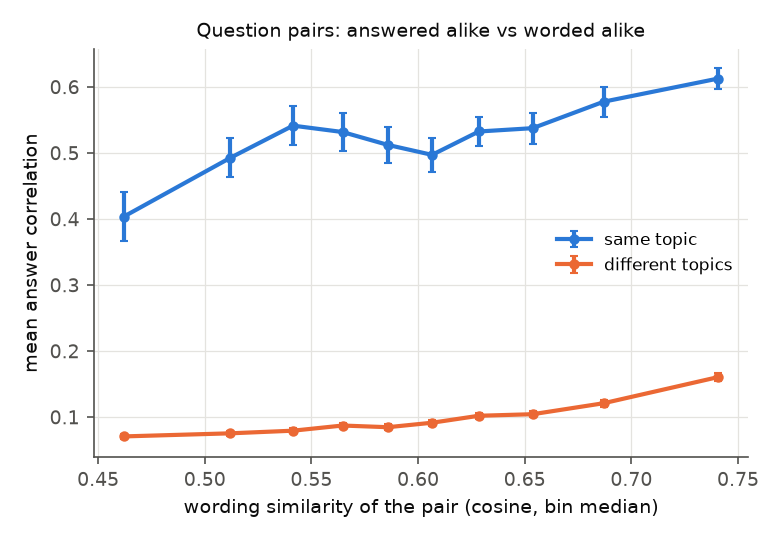 Question pairs: answered alike vs worded alike
mean answer correlation
0.6
0.5
0.4
0.3
0.2
0.1
same topic
different topics
0.45
0.50
0.55
0.60
0.65
0.70
0.75
wording similarity of the pair (cosine, bin median)